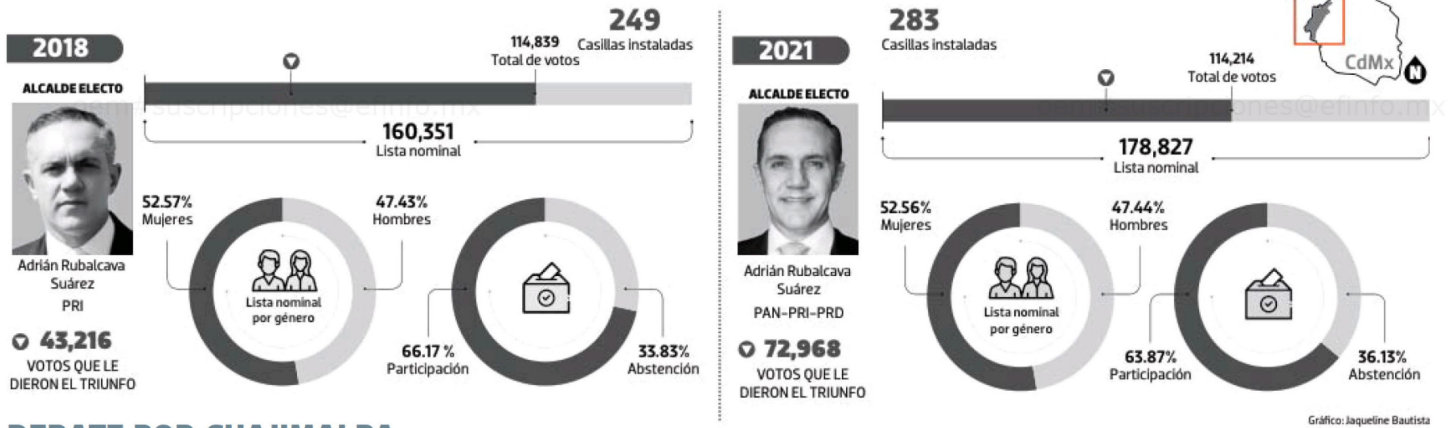 2018
ALCALDE ELECTO
Adrián Rubalcava
Suárez
PRI
43,216
VOTOS QUE LE
DIERON EL TRIUNFO
249
Casillas instaladas
114,839
Total de votos
160,351
Lista nominal
52.57%
Mujeres
47.43%
Hombres
Lista nominal
por género
66.17 %
Participación
33.83%
Abstención
2021
ALCALDE ELECTO
Adrián Rubalcava
Suárez
PAN-PRI-PRD
72,968
VOTOS QUE LE
DIERON EL TRIUNFO
283
Casillas instaladas
114,214
Total de votos
178,827
Lista nominal
52.56%
Mujeres
47.44%
Hombres
Lista nominal
por género
63.87%
Participación
36.13%
Abstención
CdMx
N
Gráfico: Jaqueline Bautista